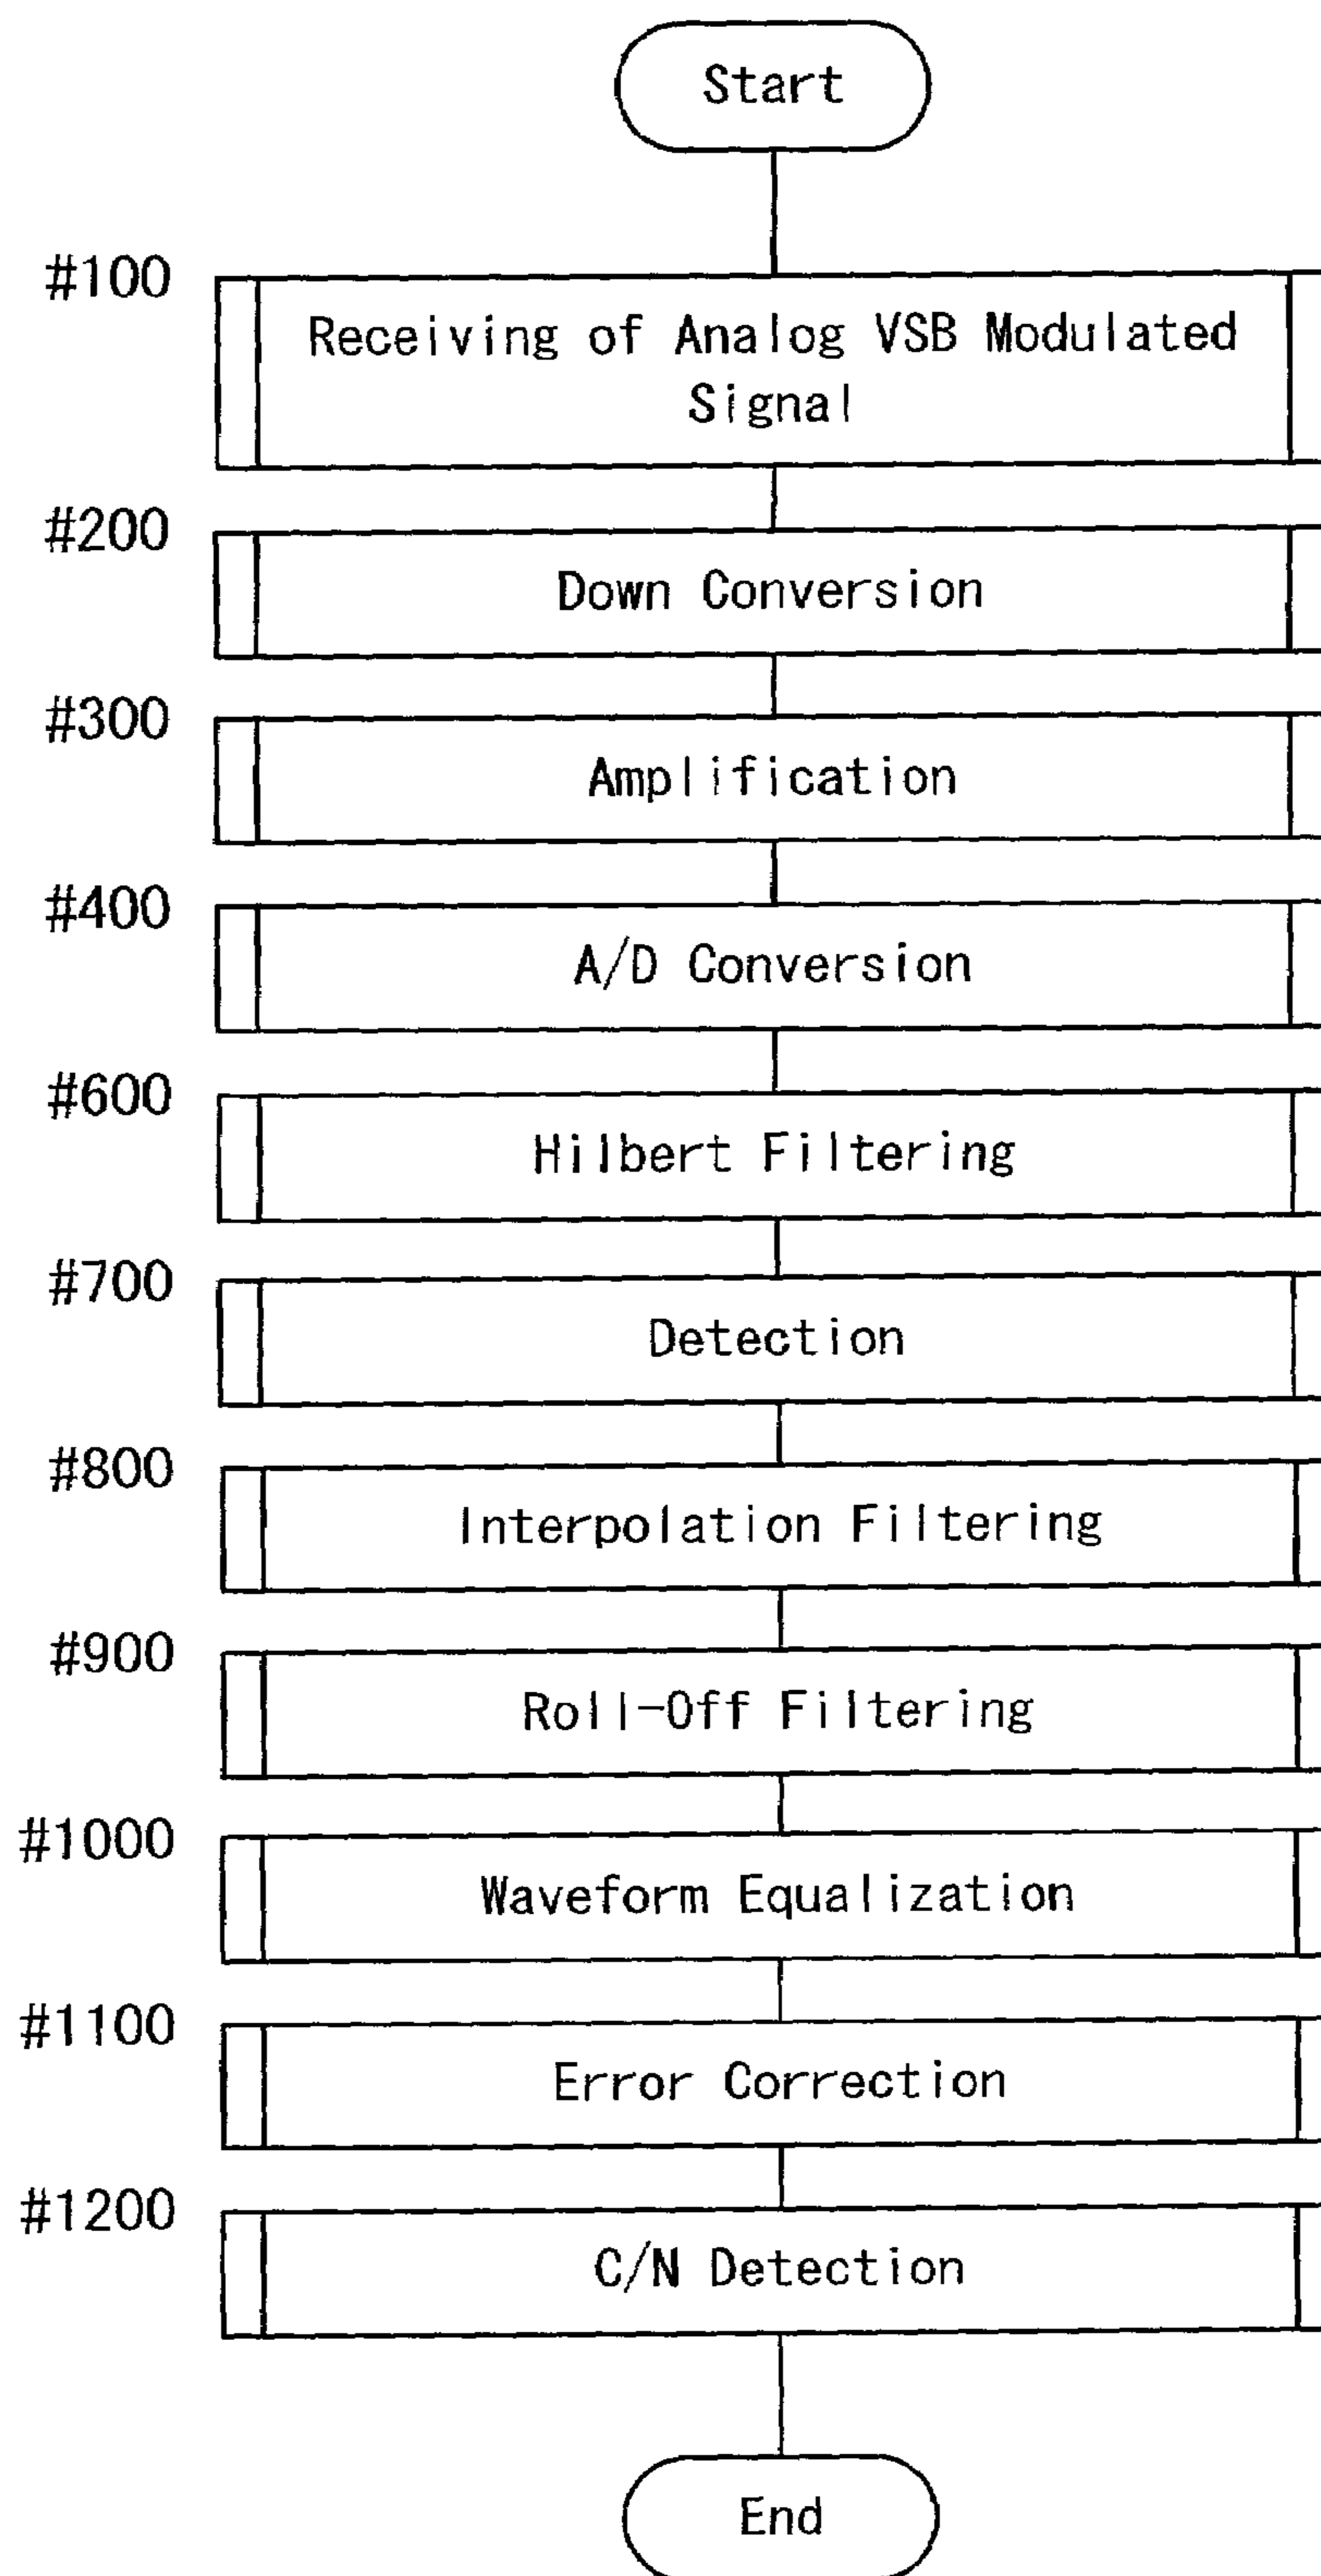 Start
#100
Receiving of Analog VSB Modulated
Signal
#200
Down Conversion
#300
Amplification
#400
A/D Conversion
#600
Hilbert Filtering
#700
Detection
#800
Interpolation Filtering
#900
Roll-Off Filtering
#1000
Waveform Equalization
#1100
Error Correction
#1200
C/N Detection
End